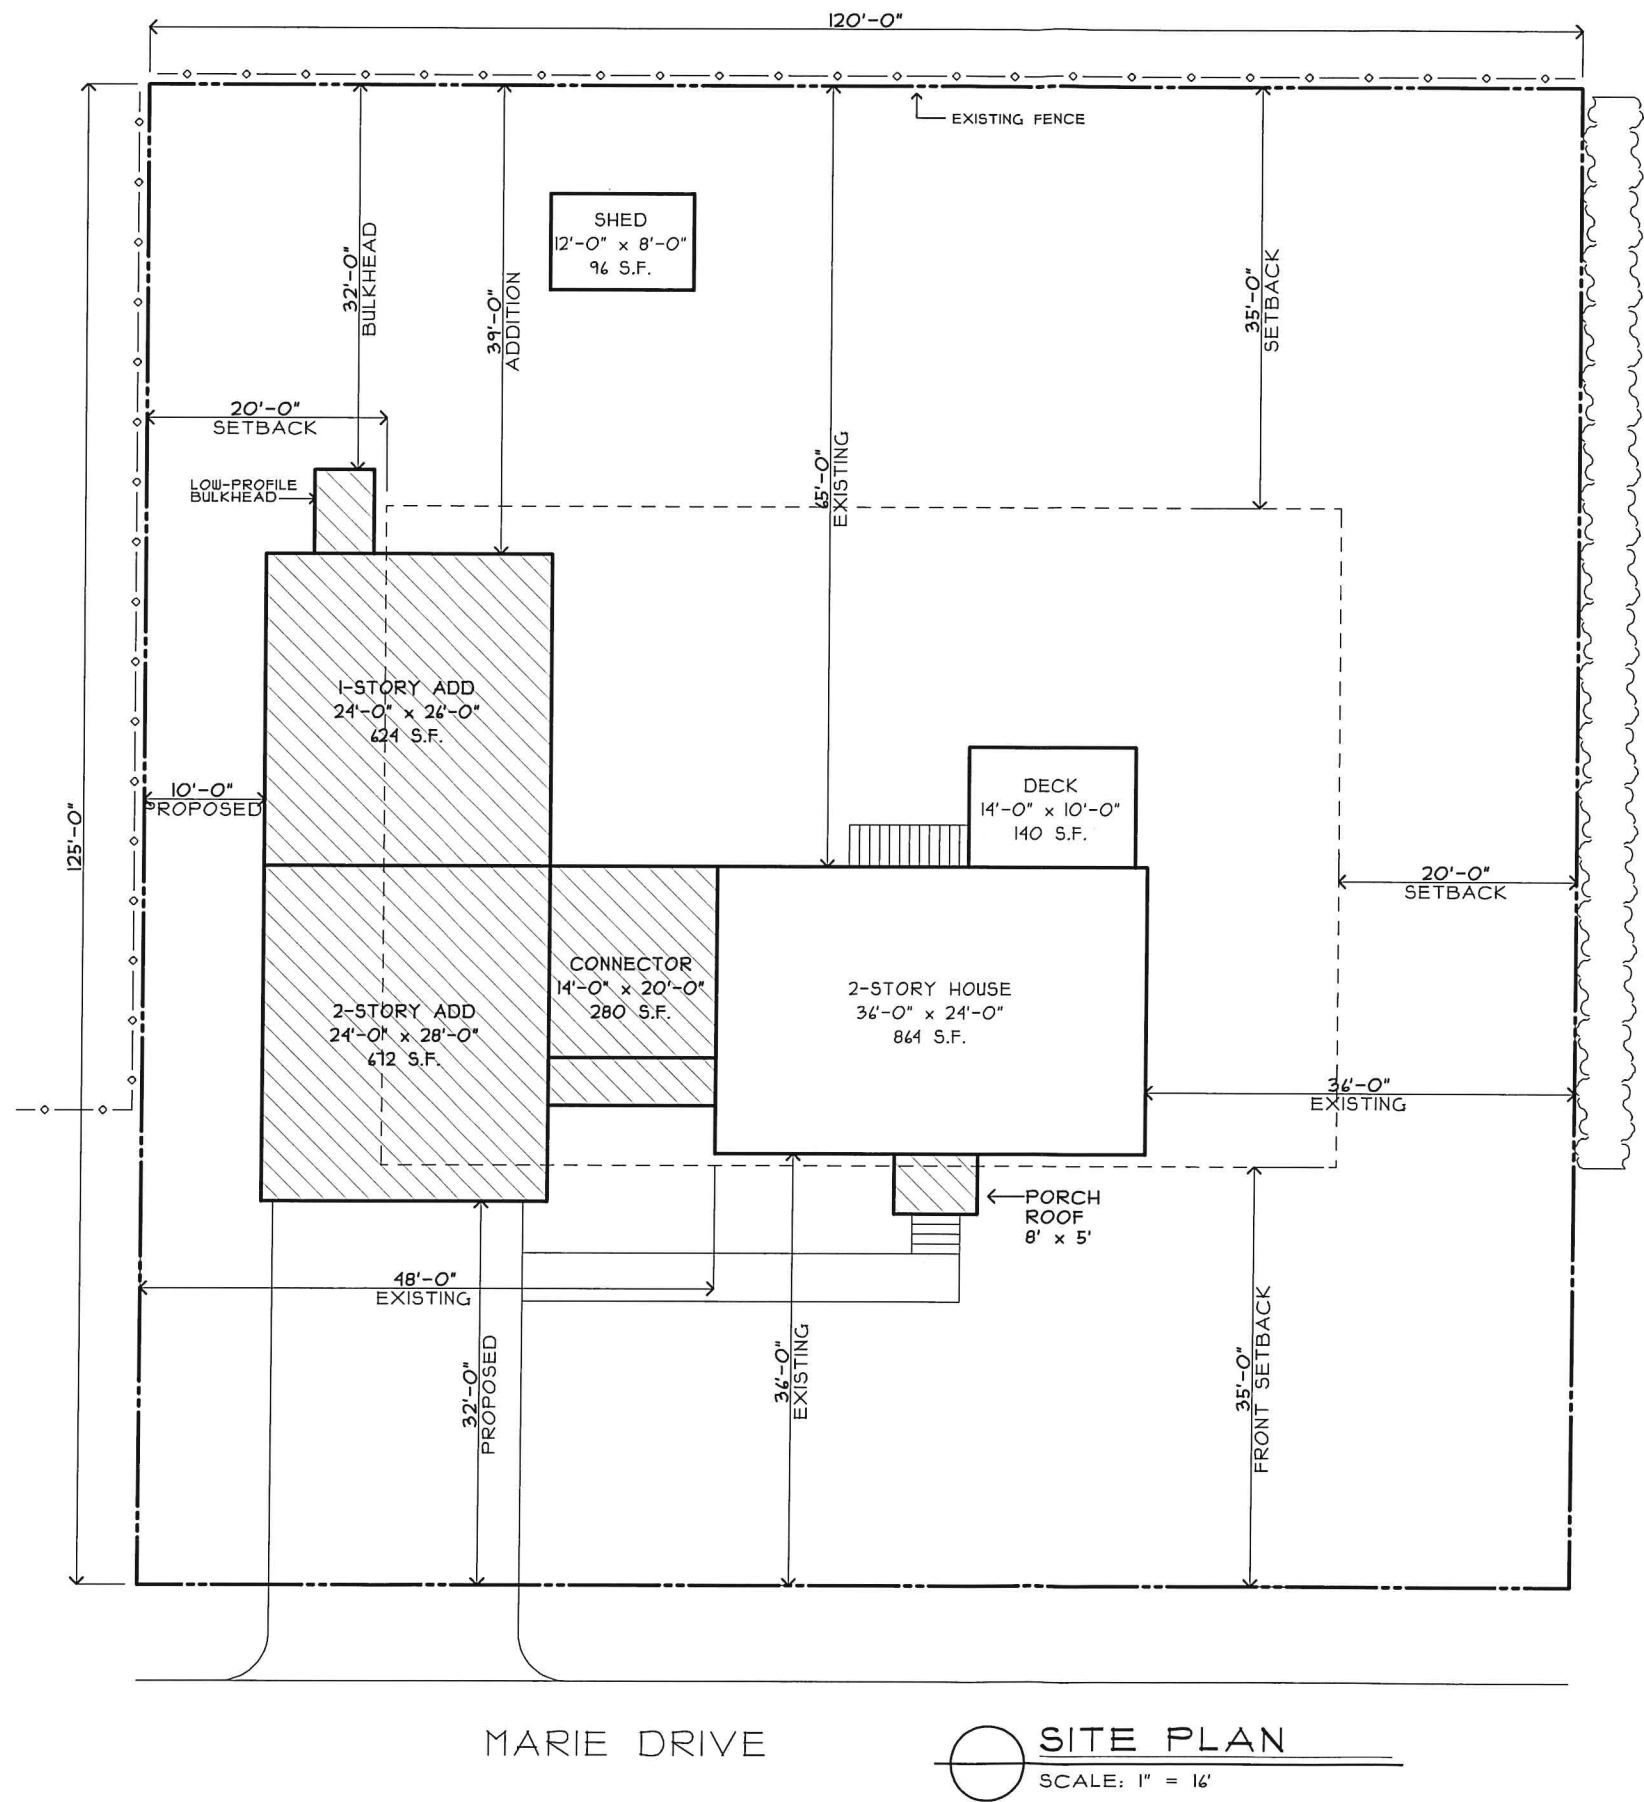 120'-0"
EXISTING FENCE
SHED
12'-0" x 8'-0"
96 S.F.
32'-0"
BULKHEAD
39'-0"
ADDITION
35'-0"
SETBACK
20'-0"
SETBACK
65'-0"
EXISTING
LOW-PROFILE
BULKHEAD
1-STORY ADD
24'-0" x 26'-0"
624 S.F.
10'-0"
PROPOSED
125'-0"
DECK
14'-0" x 10'-0"
140 S.F.
20'-0"
SETBACK
CONNECTOR
14'-0" x 20'-0"
280 S.F.
2-STORY HOUSE
36'-0" x 24'-0"
864 S.F.
2-STORY ADD
24'-0" x 28'-0"
672 S.F.
36'-0"
EXISTING
PORCH
ROOF
8' x 5'
48'-0"
EXISTING
32'-0"
PROPOSED
36'-0"
EXISTING
35'-0"
FRONT SETBACK
MARIE DRIVE
SITE PLAN
SCALE: 1" = 16'